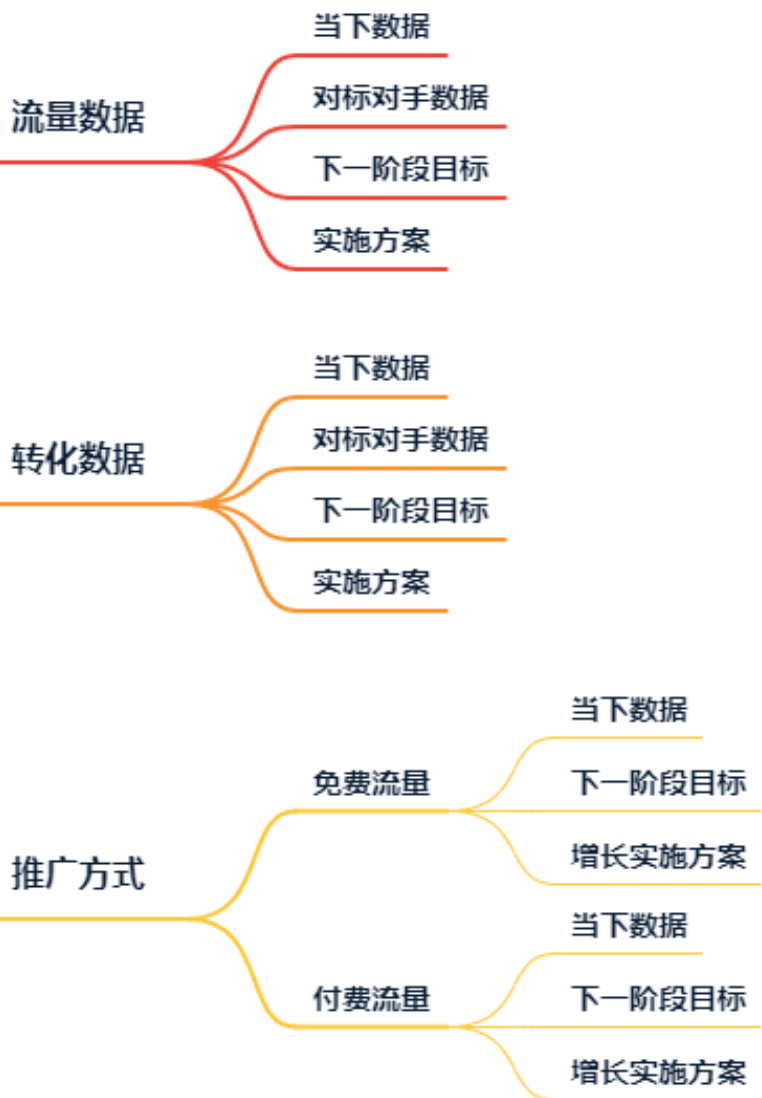 流量数据
当下数据
对标对手数据
下一阶段目标
实施方案
转化数据
当下数据
对标对手数据
下一阶段目标
实施方案
推广方式
免费流量
当下数据
下一阶段目标
增长实施方案
付费流量
当下数据
下一阶段目标
增长实施方案